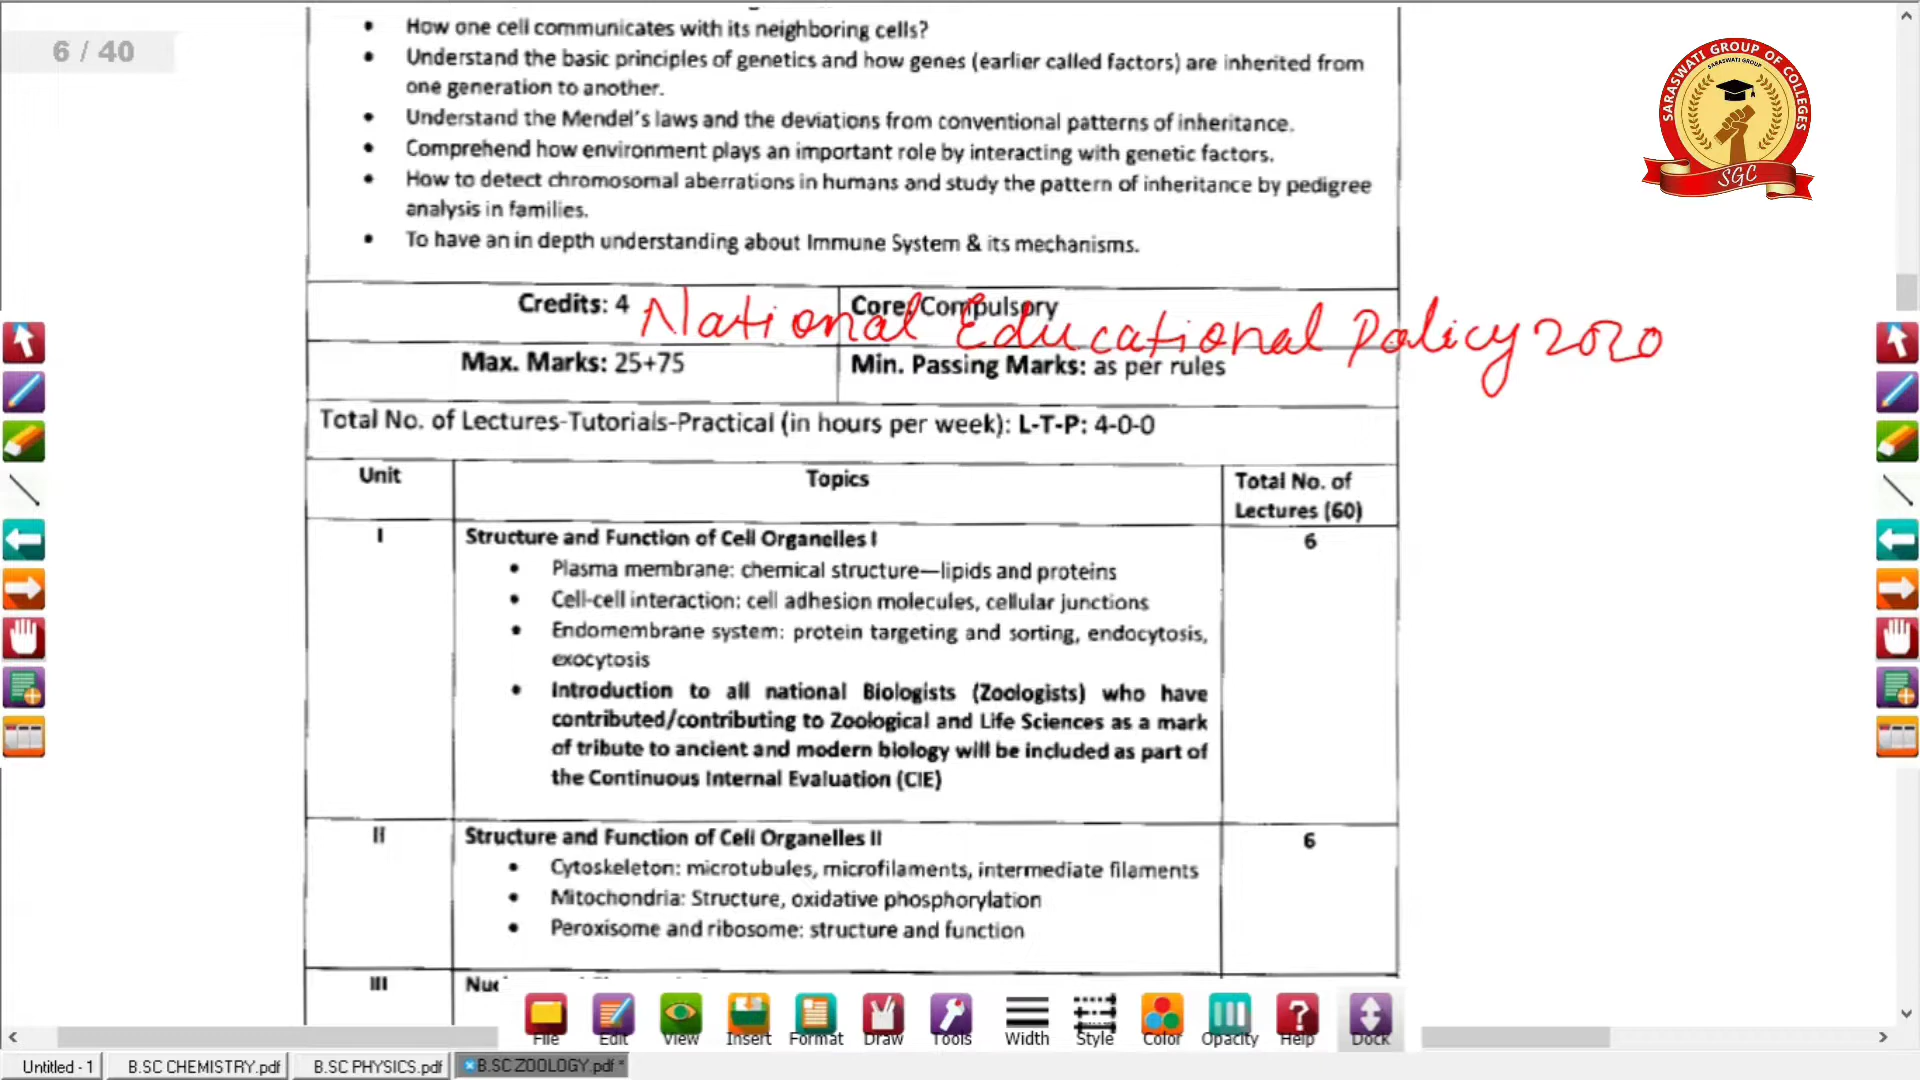 6 / 40
SARASWATI GROUP OF COLLEGES
SARASWATI GROUP
SGC
• How one cell communicates with its neighboring cells?
• Understand the basic principles of genetics and how genes (earlier called factors) are inherited from
one generation to another.
• Understand the Mendel's laws and the deviations from conventional patterns of inheritance.
• Comprehend how environment plays an important role by interacting with genetic factors.
• How to detect chromosomal aberrations in humans and study the pattern of inheritance by pedigree
analysis in families.
• To have an in depth understanding about Immune System & its mechanisms.
Credits: 4
Core Compulsory
National Educational Policy 2020
Max. Marks: 25+75
Min. Passing Marks: as per rules
Total No. of Lectures-Tutorials-Practical (in hours per week): L-T-P: 4-0-0
Unit
Topics
Total No. of
Lectures (60)
I
Structure and Function of Cell Organelles I
6
• Plasma membrane: chemical structure—lipids and proteins
• Cell-cell interaction: cell adhesion molecules, cellular junctions
• Endomembrane system: protein targeting and sorting, endocytosis,
exocytosis
• Introduction to all national Biologists (Zoologists) who have
contributed/contributing to Zoological and Life Sciences as a mark
of tribute to ancient and modern biology will be included as part of
the Continuous Internal Evaluation (CIE)
II
Structure and Function of Cell Organelles II
6
• Cytoskeleton: microtubules, microfilaments, intermediate filaments
• Mitochondria: Structure, oxidative phosphorylation
• Peroxisome and ribosome: structure and function
III
File Edit View Insert Format Draw Tools Width Style Color Opacity Help Dock
Untitled - 1 B.SC CHEMISTRY.pdf B.SC PHYSICS.pdf B.SC ZOOLOGY.pdf *